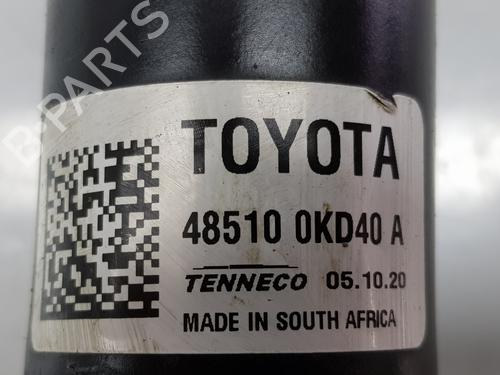 B-PARTS
TOYOTA
48510 0KD40 A
TENNECO 05.10.20
MADE IN SOUTH AFRICA